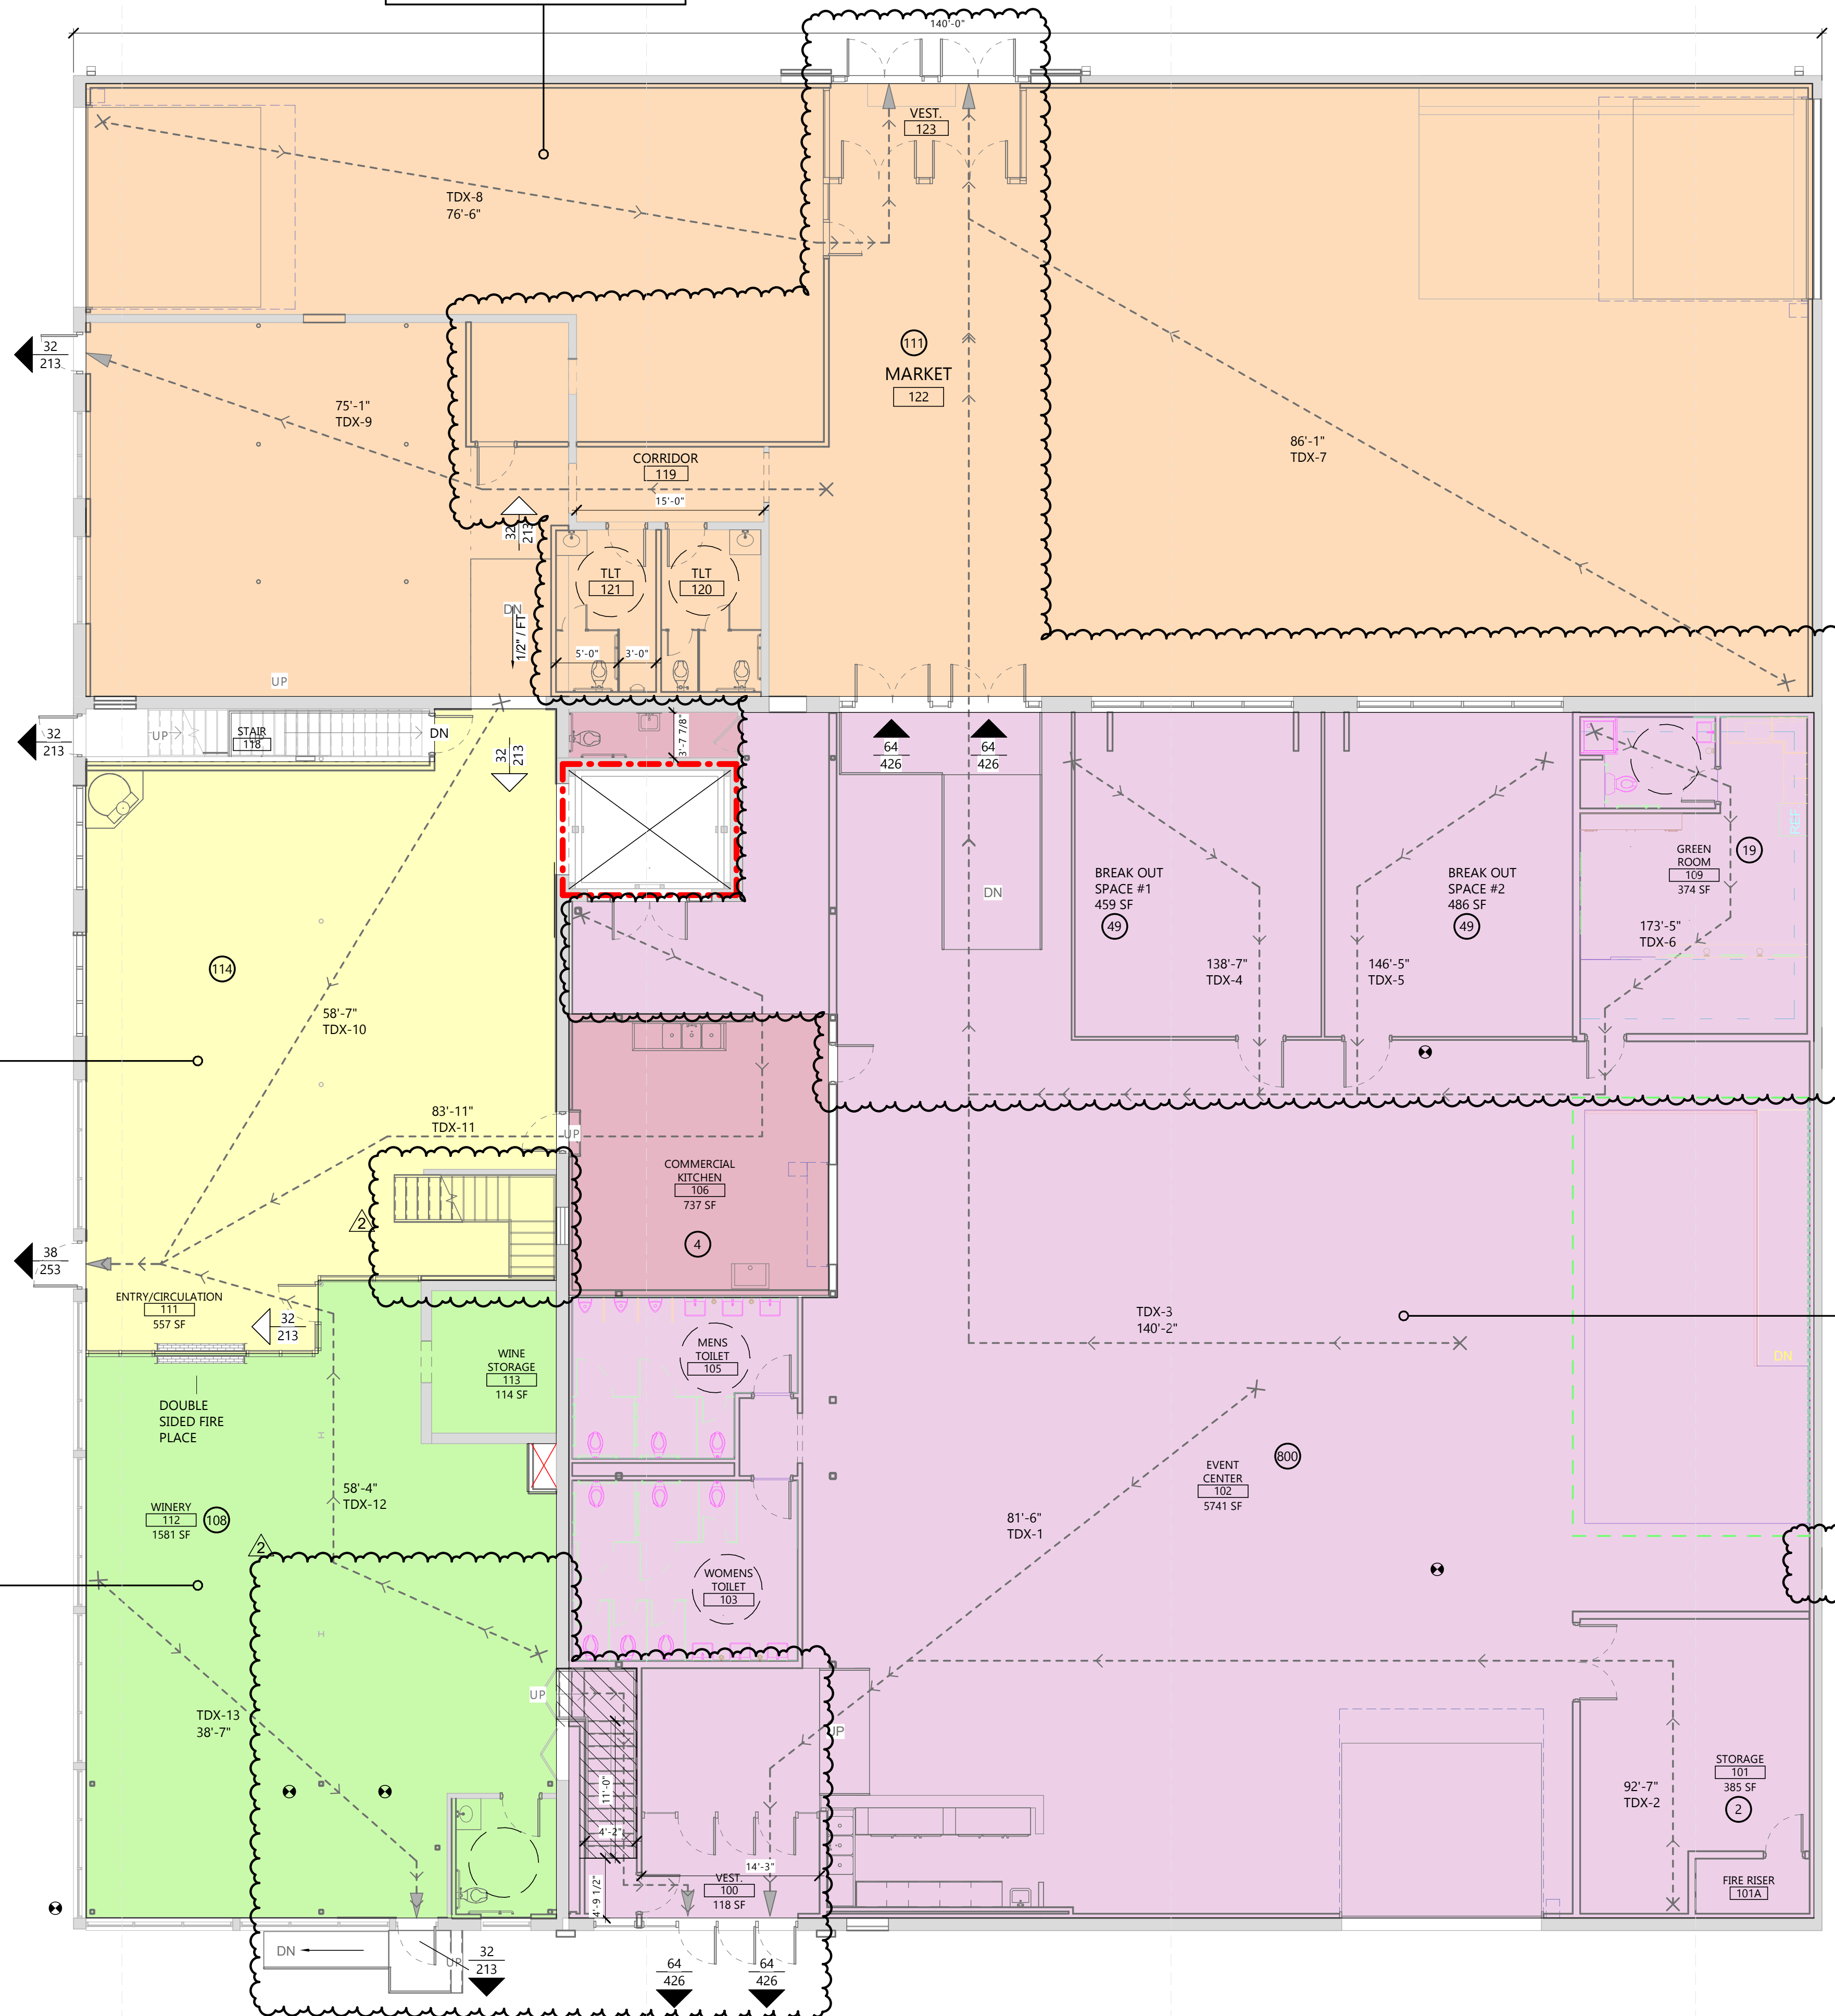 140'-0"
VEST.
123
TDX-8
76'-6"
32
213
111
MARKET
122
75'-1"
TDX-9
86'-1"
TDX-7
CORRIDOR
119
15'-0"
32
213
TLT
121
TLT
120
DN
1/2" / FT
5'-0"
3'-0"
UP
32
213
UP
STAIR
118
DN
32
213
3'-7 7/8"
64
426
64
426
DN
BREAK OUT
SPACE #1
459 SF
49
BREAK OUT
SPACE #2
486 SF
49
GREEN
ROOM
109
374 SF
19
REF
173'-5"
TDX-6
138'-7"
TDX-4
146'-5"
TDX-5
114
58'-7"
TDX-10
83'-11"
TDX-11
UP
COMMERCIAL
KITCHEN
106
737 SF
4
2
38
253
ENTRY/CIRCULATION
111
557 SF
32
213
TDX-3
140'-2"
DN
MENS
TOILET
105
WINE
STORAGE
113
114 SF
DOUBLE
SIDED FIRE
PLACE
800
EVENT
CENTER
102
5741 SF
58'-4"
TDX-12
WINERY
112
1581 SF
108
2
81'-6"
TDX-1
WOMENS
TOILET
103
UP
TDX-13
38'-7"
UP
11'-0"
4'-2"
4'-9 1/2"
14'-3"
VEST.
100
118 SF
92'-7"
TDX-2
STORAGE
101
385 SF
2
FIRE RISER
101A
DN
UP
32
213
64
426
64
426